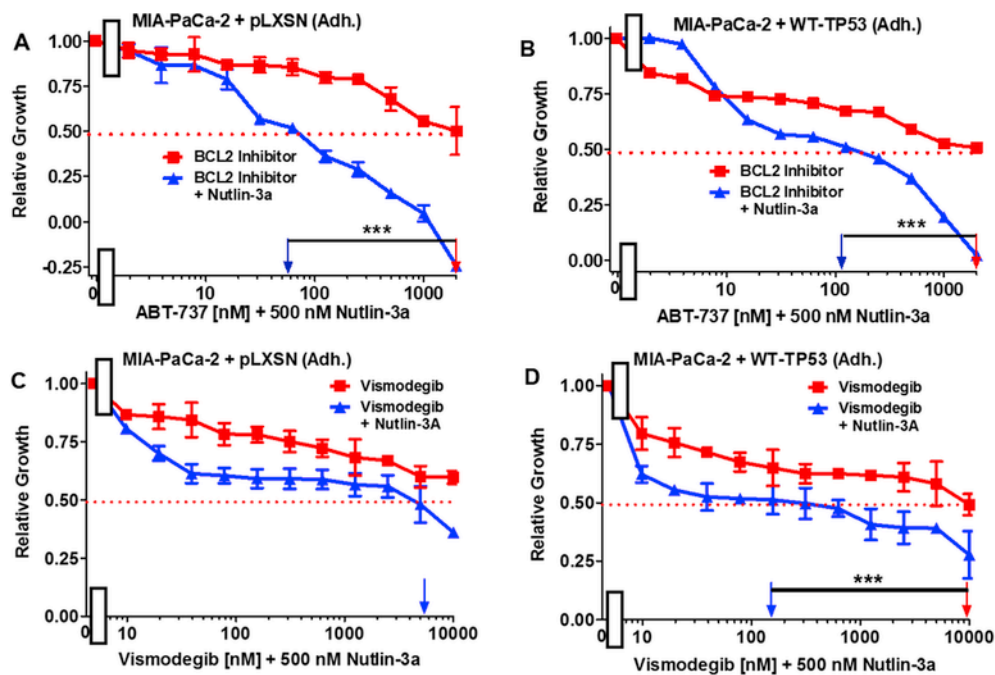 A
MIA-PaCa-2 + pLXSN (Adh.)
Relative Growth
1.00
0.75
0.50
0.25
0.00
-0.25
BCL2 Inhibitor
BCL2 Inhibitor
+ Nutlin-3a
***
0
10
100
1000
ABT-737 [nM] + 500 nM Nutlin-3a
B
MIA-PaCa-2 + WT-TP53 (Adh.)
Relative Growth
1.00
0.75
0.50
0.25
0.00
BCL2 Inhibitor
BCL2 Inhibitor
+ Nutlin-3a
***
0
10
100
1000
ABT-737 [nM] + 500 nM Nutlin-3a
C
MIA-PaCa-2 + pLXSN (Adh.)
Relative Growth
1.00
0.75
0.50
0.25
0.00
Vismodegib
Vismodegib
+ Nutlin-3A
0
10
100
1000
10000
Vismodegib [nM] + 500 nM Nutlin-3a
D
MIA-PaCa-2 + WT-TP53 (Adh.)
Relative Growth
1.00
0.75
0.50
0.25
0.00
Vismodegib
Vismodegib
+ Nutlin-3A
***
0
10
100
1000
10000
Vismodegib [nM] + 500 nM Nutlin-3a